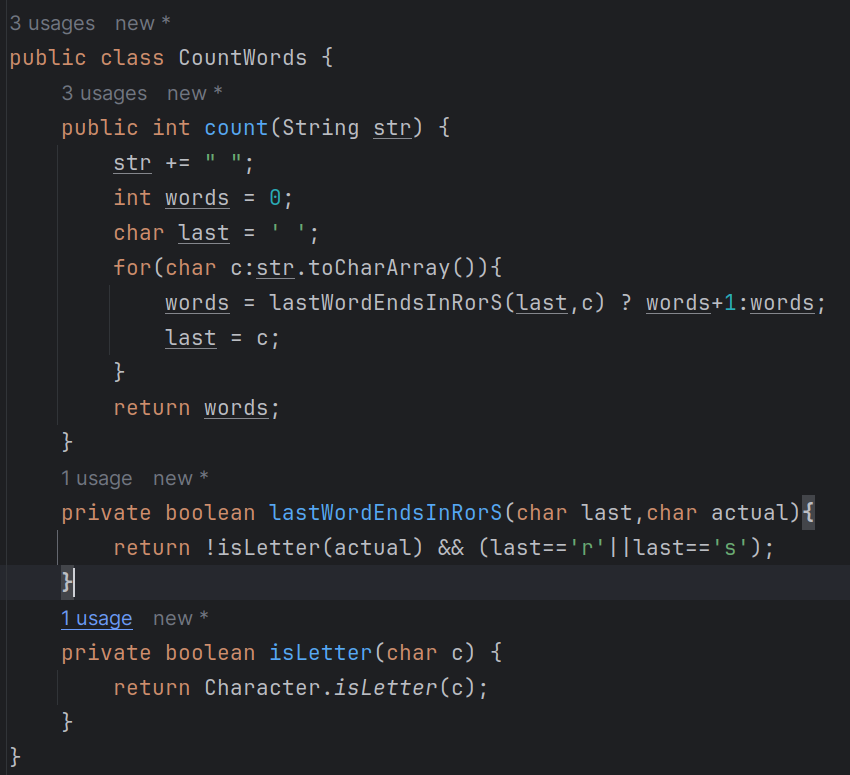 3 usages   new *
public class CountWords {
    3 usages   new *
    public int count(String str) {
        str += " ";
        int words = 0;
        char last = ' ';
        for(char c:str.toCharArray()){
            words = lastWordEndsInRorS(last,c) ? words+1:words;
            last = c;
        }
        return words;
    }
    1 usage   new *
    private boolean lastWordEndsInRorS(char last,char actual){
        return !isLetter(actual) && (last=='r'||last=='s');
    }
    1 usage   new *
    private boolean isLetter(char c) {
        return Character.isLetter(c);
    }
}